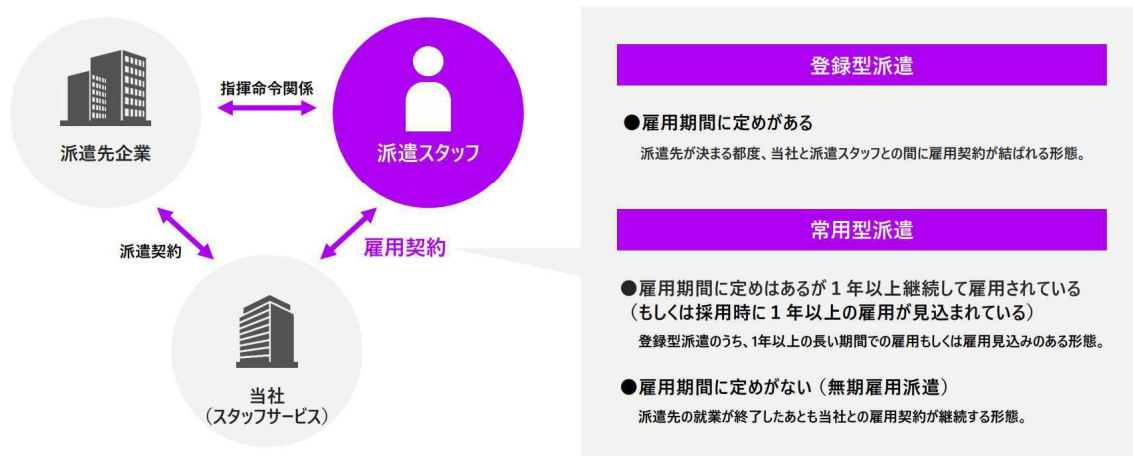 指揮命令関係
派遣先企業
派遣スタッフ
派遣契約
雇用契約
当社
(スタッフサービス)
登録型派遣
●雇用期間に定めがある
派遣先が決まる都度、当社と派遣スタッフとの間に雇用契約が結ばれる形態。
常用型派遣
●雇用期間に定めはあるが1年以上継続して雇用されている
(もしくは採用時に1年以上の雇用が見込まれている)
登録型派遣のうち、1年以上の長い期間での雇用もしくは雇用見込みのある形態。
●雇用期間に定めがない(無期雇用派遣)
派遣先の就業が終了したあとも当社との雇用契約が継続する形態。